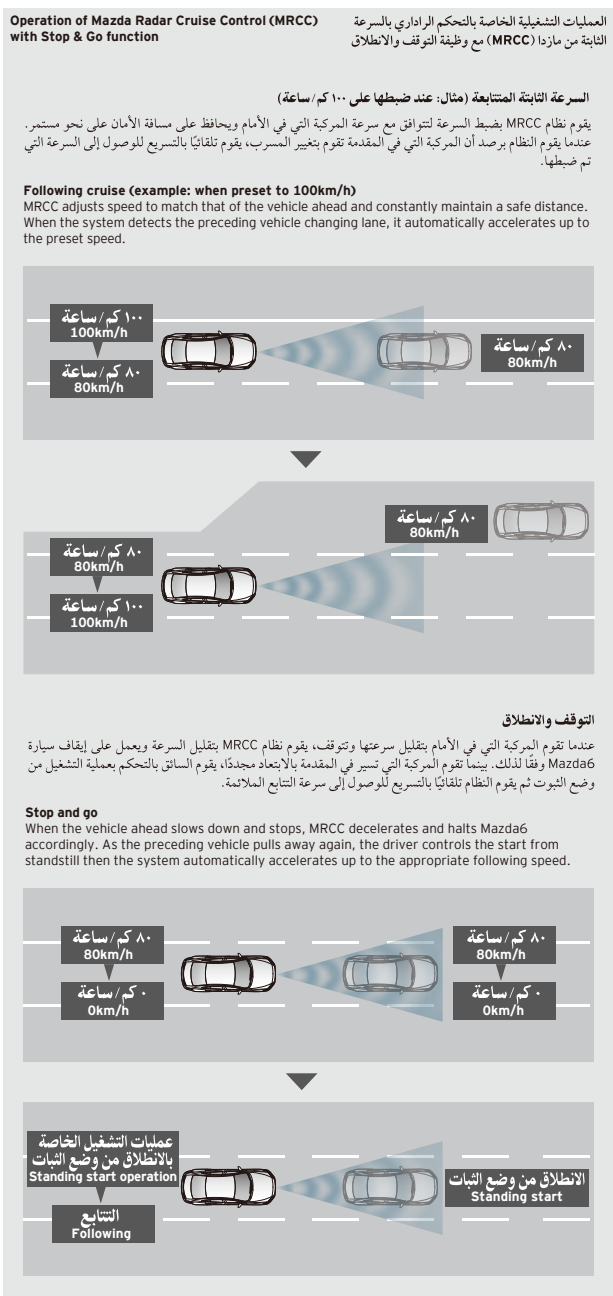 Operation of Mazda Radar Cruise Control (MRCC)
with Stop & Go function
العمليات التشغيلية الخاصة بالتحكم الراداري بالسرعة
الثابتة من مازدا (MRCC) مع وظيفة التوقف والانطلاق
السرعة الثابتة المتتابعة (مثال: عند ضبطها على ١٠٠ كم/ساعة)
يقوم نظام MRCC بضبط السرعة لتتوافق مع سرعة المركبة التي في الأمام ويحافظ على مسافة الأمان على نحو مستمر.
عندما يقوم النظام برصد أن المركبة التي في المقدمة تقوم بتغيير المسرب، يقوم تلقائيًا بالتسريع للوصول إلى السرعة التي
تم ضبطها.
Following cruise (example: when preset to 100km/h)
MRCC adjusts speed to match that of the vehicle ahead and constantly maintain a safe distance.
When the system detects the preceding vehicle changing lane, it automatically accelerates up to
the preset speed.
١٠٠ كم/ساعة
100km/h
٨٠ كم/ساعة
80km/h
٨٠ كم/ساعة
80km/h
٨٠ كم/ساعة
80km/h
٨٠ كم/ساعة
80km/h
١٠٠ كم/ساعة
100km/h
التوقف والانطلاق
عندما تقوم المركبة التي في الأمام بتقليل سرعتها وتتوقف، يقوم نظام MRCC بتقليل السرعة ويعمل على إيقاف سيارة
Mazda6 وفقًا لذلك. بينما تقوم المركبة التي تسير في المقدمة بالابتعاد مجددًا، يقوم السائق بالتحكم بعملية التشغيل من
وضع الثبوت ثم يقوم النظام تلقائيًا بالتسريع للوصول إلى سرعة التتابع الملائمة.
Stop and go
When the vehicle ahead slows down and stops, MRCC decelerates and halts Mazda6
accordingly. As the preceding vehicle pulls away again, the driver controls the start from
standstill then the system automatically accelerates up to the appropriate following speed.
٨٠ كم/ساعة
80km/h
٠ كم/ساعة
0km/h
٨٠ كم/ساعة
80km/h
٠ كم/ساعة
0km/h
عمليات التشغيل الخاصة
بالانطلاق من وضع الثبات
Standing start operation
التتابع
Following
الانطلاق من وضع الثبات
Standing start